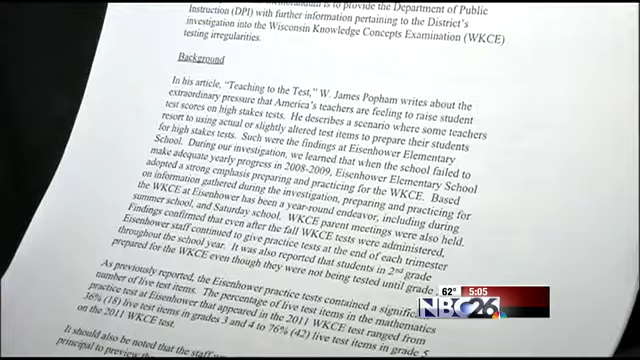 memorandum is to provide the Department of Public
Instruction (DPI) with further information pertaining to the District's
investigation into the Wisconsin Knowledge Concepts Examination (WKCE)
testing irregularities.
Background
In his article, "Teaching to the Test," W. James Popham writes about the
extraordinary pressure that America's teachers are feeling to raise student
test scores on high stakes tests. He describes a scenario where some teachers
resort to using actual or slightly altered test items to prepare their students
for high stakes tests. Such were the findings at Eisenhower Elementary
School. During our investigation, we learned that when the school failed to
make adequate yearly progress in 2008-2009, Eisenhower Elementary School
adopted a strong emphasis preparing and practicing for the WKCE. Based
on information gathered during the investigation, preparing and practicing for
the WKCE at Eisenhower has been a year-round endeavor, including during
summer school, and Saturday school. WKCE parent meetings were also held.
Findings confirmed that even after the fall WKCE tests were administered,
Eisenhower staff continued to give practice tests at the end of each trimester
throughout the school year. It was also reported that students in 2nd grade
prepared for the WKCE even though they were not being tested until grade
As previously reported, the Eisenhower practice tests contained a
number of live test items. The percentage of live test items in the mathematics
practice test at Eisenhower that appeared in the 2011 WKCE test ranged from
36% (18) live test items in grades 3 and 4 to 76% (42) live test items in grade 5
on the 2011 WKCE test.
It should also be noted that the staff
principal to preview the
62° 5:05
NBC26